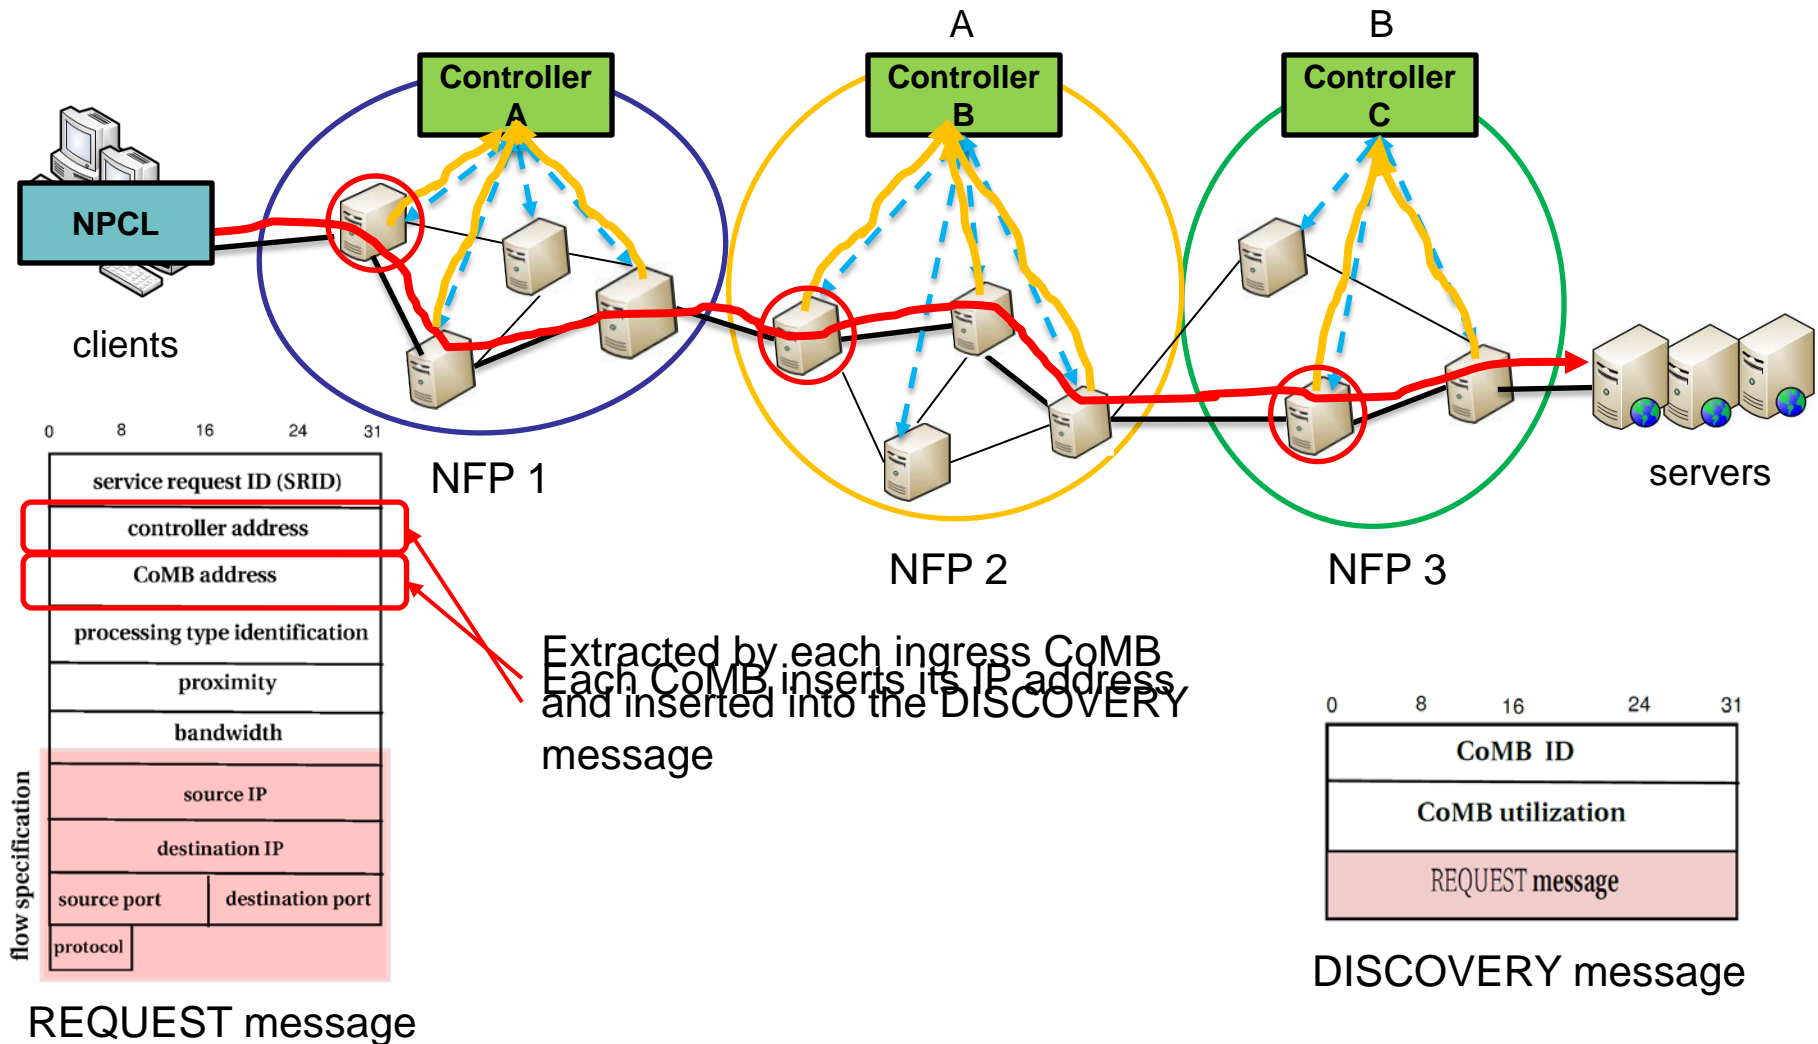 A
B
Controller
A
Controller
B
Controller
C
NPCL
clients
servers
NFP 1
NFP 2
NFP 3
0 8 16 24 31
service request ID (SRID)
controller address
CoMB address
processing type identification
proximity
bandwidth
flow specification
source IP
destination IP
source port destination port
protocol
REQUEST message
Extracted by each ingress CoMB
and inserted into the DISCOVERY
message
Each CoMB inserts its IP address
0 8 16 24 31
CoMB ID
CoMB utilization
REQUEST message
DISCOVERY message